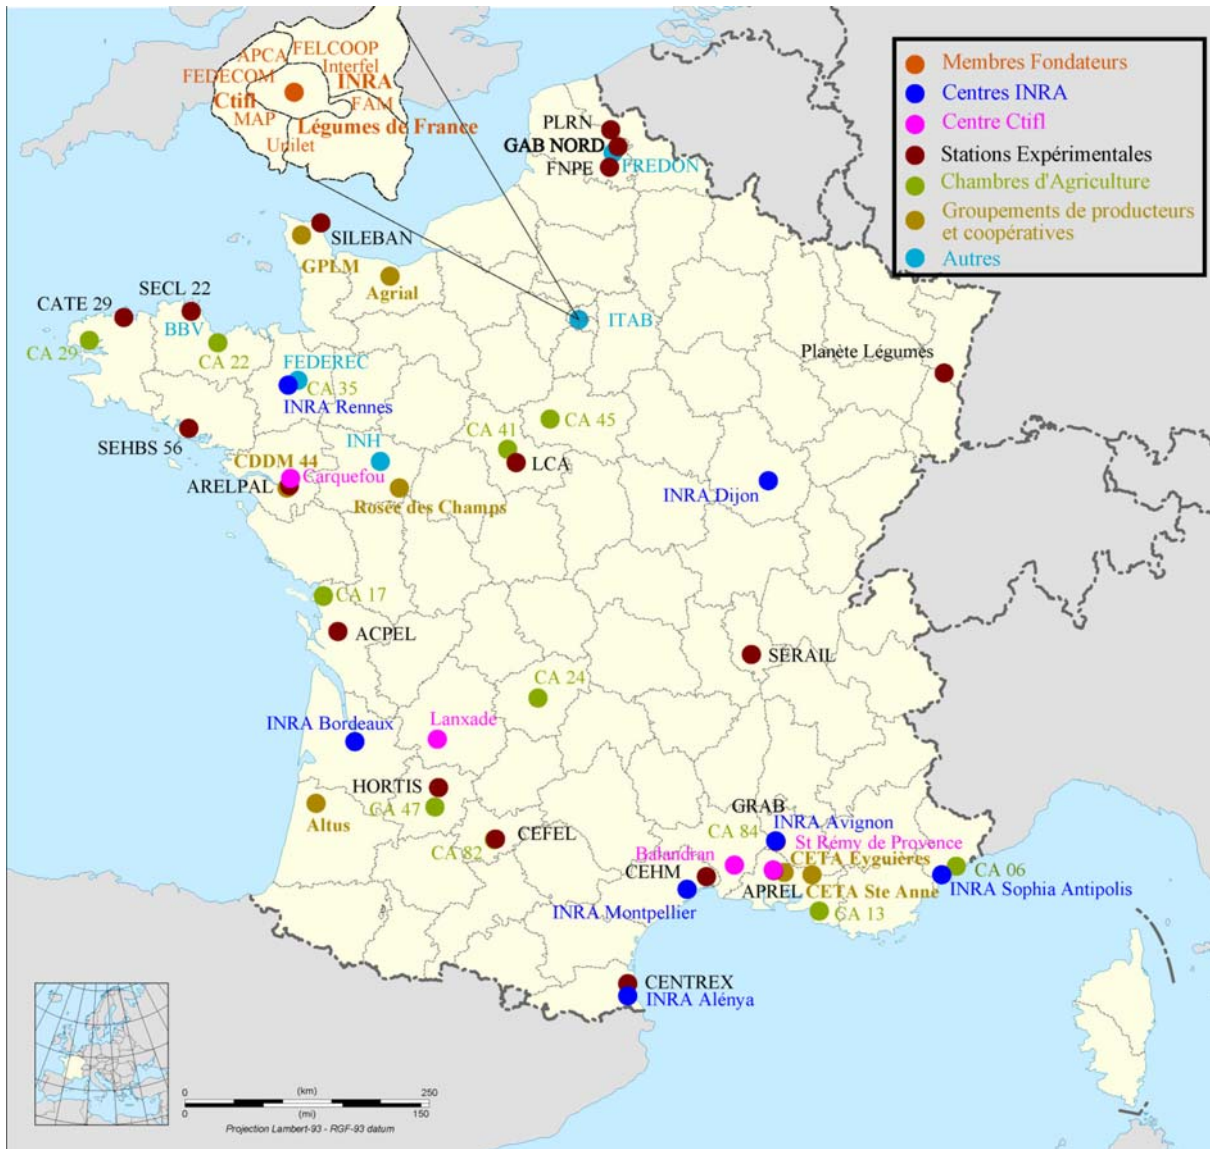 APCA
FELCOOP
Interfel
FEDECOM
INRA
Ctifl
FAM
MAP
Légumes de France
Unilet
Membres Fondateurs
Centres INRA
Centre Ctifl
Stations Expérimentales
Chambres d'Agriculture
Groupements de producteurs
et coopératives
Autres
PLRN
GAB NORD
FNPE
FREDON
SILEBAN
GPLM
Agrial
SECL 22
CATE 29
BBV
CA 29
CA 22
ITAB
Planète Légumes
FEDEREC
CA 35
INRA Rennes
CA 45
CA 41
SEHBS 56
INH
LCA
CDDM 44
Carquefou
ARELPAL
INRA Dijon
Rosée des Champs
CA 17
ACPEL
SERAIL
CA 24
Lanxade
INRA Bordeaux
HORTIS
CA 47
Altus
GRAB
CEFEL
CA 82
CA 84
INRA Avignon
St Rémy de Provence
Balandran
CETA Eyguières
CEHM
CA 06
APREL
CETA Ste Anne
INRA Sophia Antipolis
INRA Montpellier
CA 13
CENTREX
INRA Alénya
0 (km) 250
0 (mi) 150
Projection Lambert-93 - RGF-93 datum